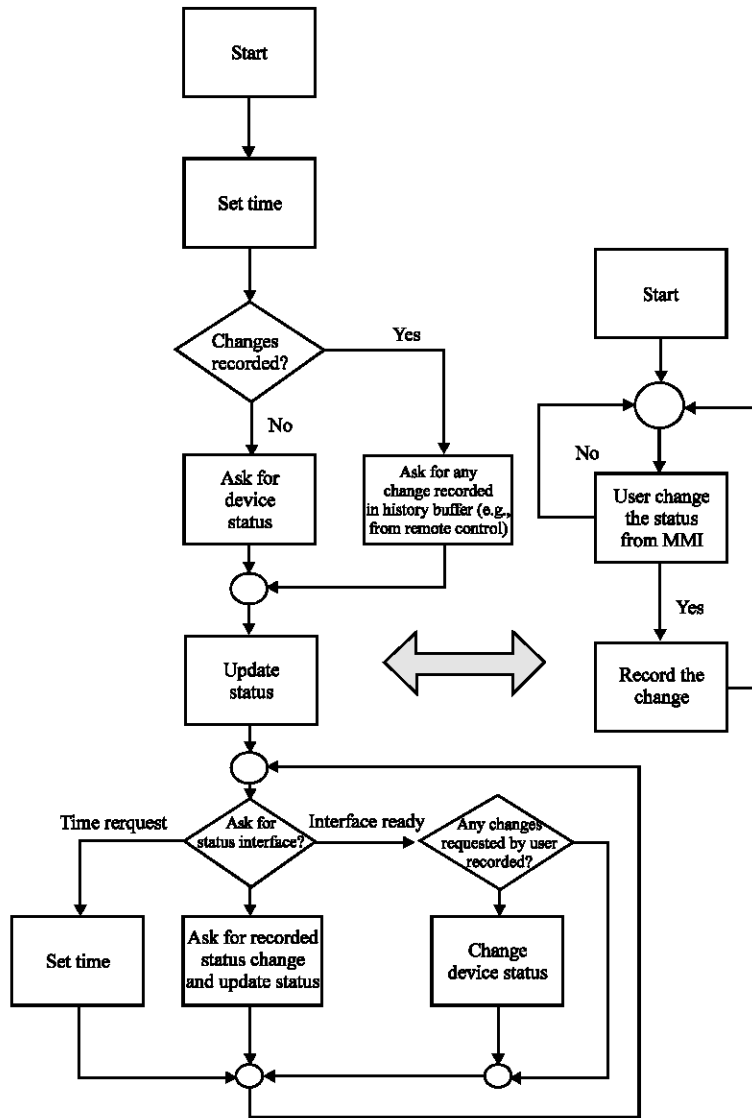 Start
Set time
Changes
recorded?
Yes
No
Ask for
device
status
Ask for any
change recorded
in history buffer (e.g.,
from remote control)
Update
status
Start
No
User change
the status
from MMI
Yes
Record the
change
Time rerquest
Ask for
status interface?
Interface ready
Any changes
requested by user
recorded?
Set time
Ask for recorded
status change
and update status
Change
device status